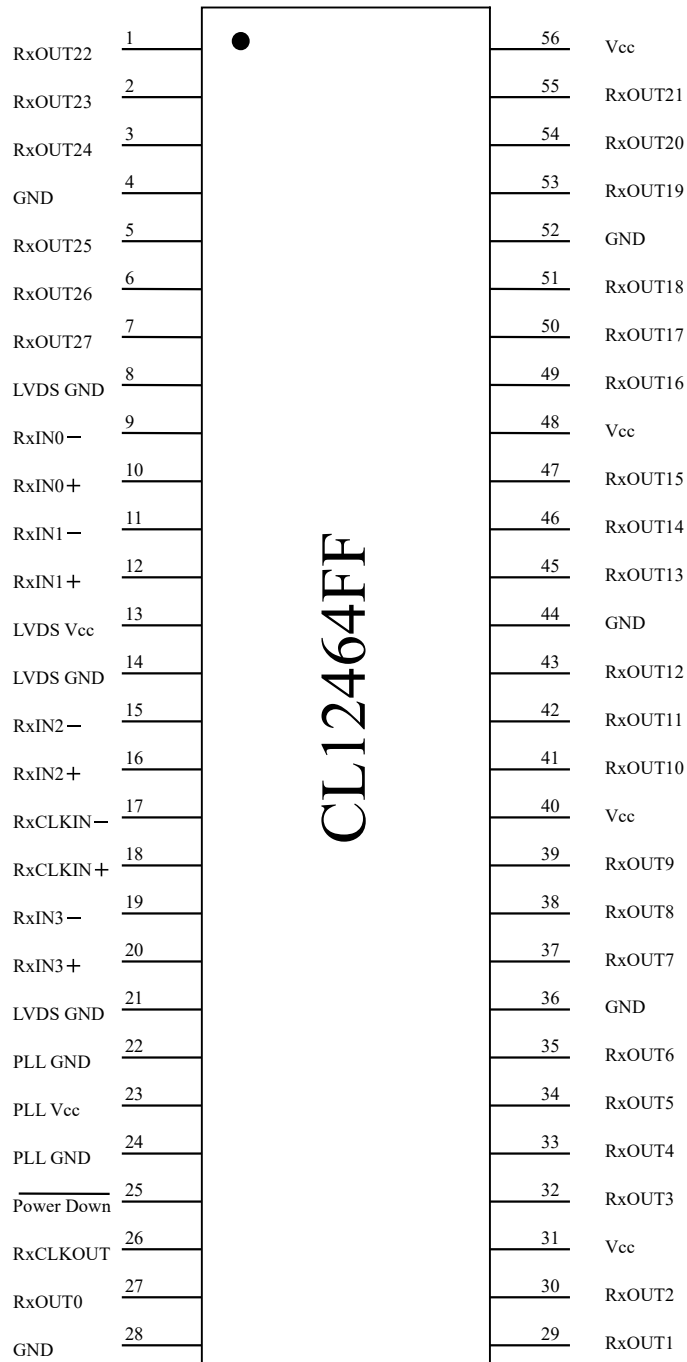 1 RxOUT22
2 RxOUT23
3 RxOUT24
4 GND
5 RxOUT25
6 RxOUT26
7 RxOUT27
8 LVDS GND
9 RxIN0−
10 RxIN0+
11 RxIN1−
12 RxIN1+
13 LVDS Vcc
14 LVDS GND
15 RxIN2−
16 RxIN2+
17 RxCLKIN−
18 RxCLKIN+
19 RxIN3−
20 RxIN3+
21 LVDS GND
22 PLL GND
23 PLL Vcc
24 PLL GND
25 Power Down
26 RxCLKOUT
27 RxOUT0
28 GND
CL12464FF
56 Vcc
55 RxOUT21
54 RxOUT20
53 RxOUT19
52 GND
51 RxOUT18
50 RxOUT17
49 RxOUT16
48 Vcc
47 RxOUT15
46 RxOUT14
45 RxOUT13
44 GND
43 RxOUT12
42 RxOUT11
41 RxOUT10
40 Vcc
39 RxOUT9
38 RxOUT8
37 RxOUT7
36 GND
35 RxOUT6
34 RxOUT5
33 RxOUT4
32 RxOUT3
31 Vcc
30 RxOUT2
29 RxOUT1